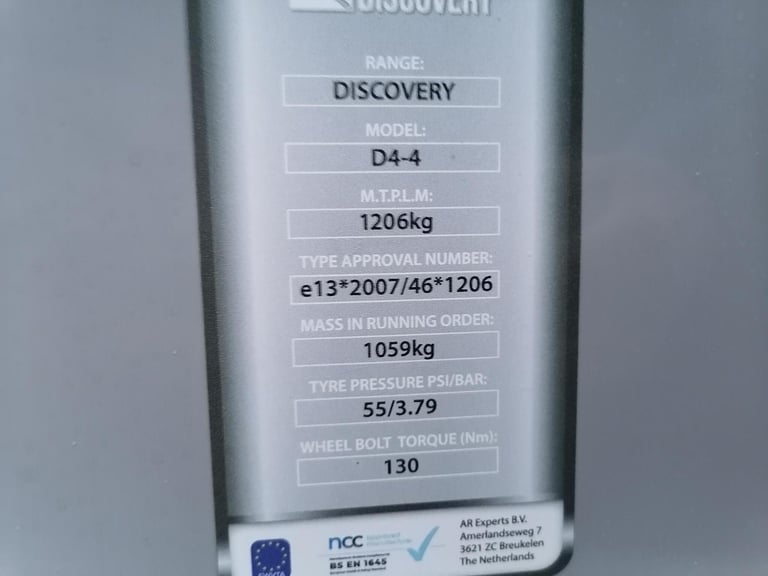 DISCOVERY
RANGE:
DISCOVERY
MODEL:
D4-4
M.T.P.L.M:
1206kg
TYPE APPROVAL NUMBER:
e13*2007/46*1206
MASS IN RUNNING ORDER:
1059kg
TYRE PRESSURE PSI/BAR:
55/3.79
WHEEL BOLT TORQUE (Nm):
130
ncc
BS EN 1645
AR Experts B.V.
Amerlandseweg 7
3621 ZC Breukelen
The Netherlands